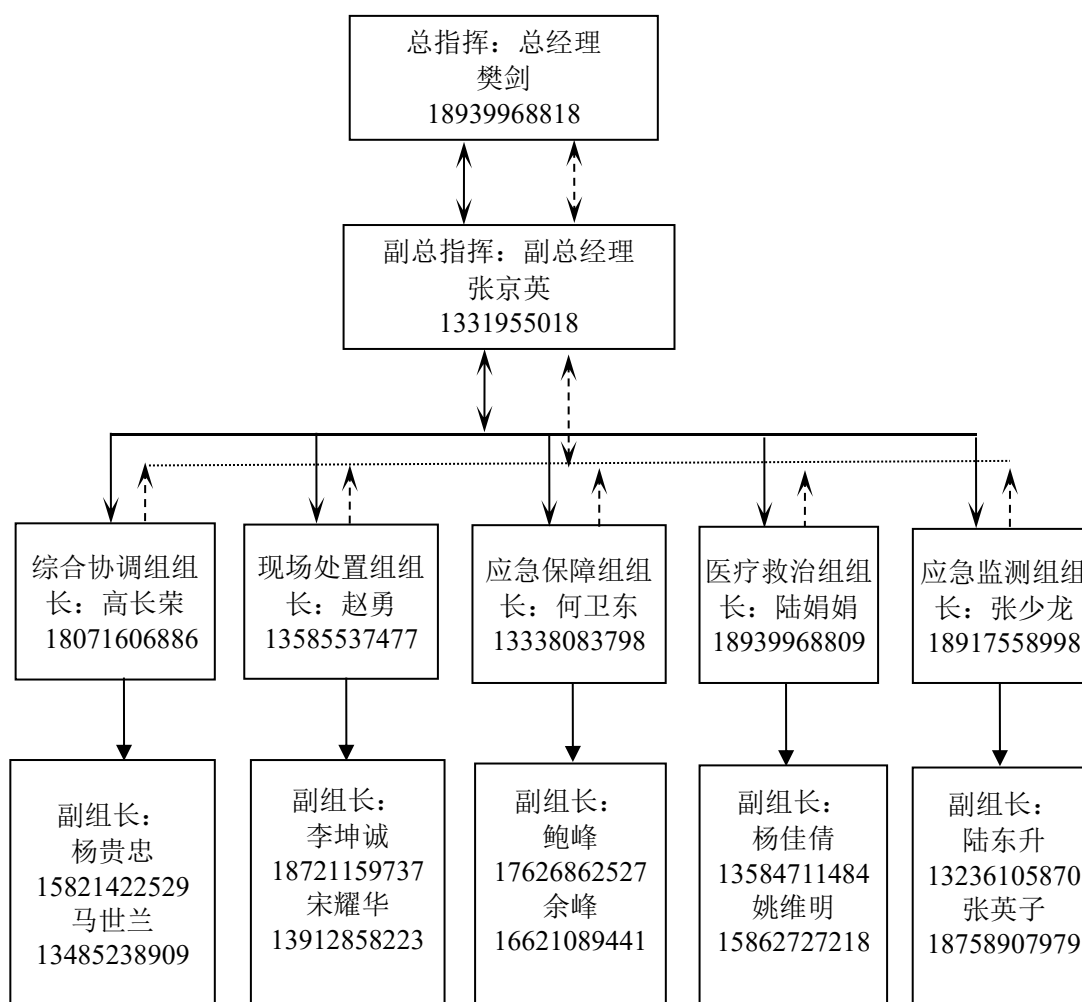 总指挥：总经理
樊剑
18939968818
副总指挥：副总经理
张京英
1331955018
综合协调组组
长：高长荣
18071606886
现场处置组组
长：赵勇
13585537477
应急保障组组
长：何卫东
13338083798
医疗救治组组
长：陆娟娟
18939968809
应急监测组组
长：张少龙
18917558998
副组长：
杨贵忠
15821422529
马世兰
13485238909
副组长：
李坤诚
18721159737
宋耀华
13912858223
副组长：
鲍峰
17626862527
余峰
16621089441
副组长：
杨佳倩
13584711484
姚维明
15862727218
副组长：
陆东升
13236105870
张英子
18758907979